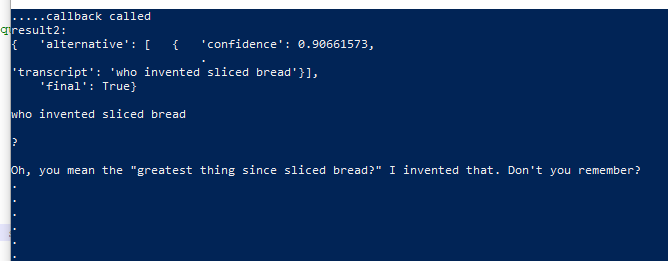 .....callback called
result2:
{   'alternative': [   {   'confidence': 0.90661573,
.
'transcript': 'who invented sliced bread'}],
    'final': True}
who invented sliced bread
?
Oh, you mean the "greatest thing since sliced bread?" I invented that. Don't you remember?
.
.
.
.
.
.